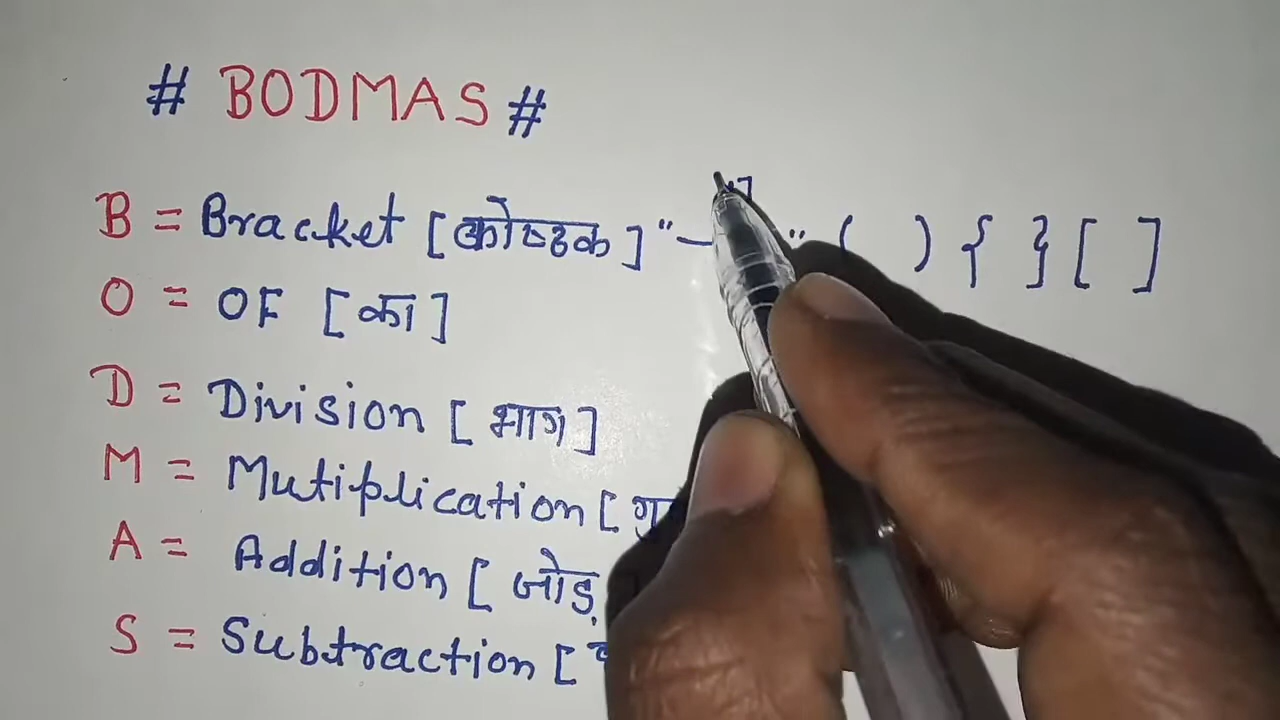 # BODMAS #
B = Bracket [कोष्ठक] "—" ( ) { } [ ]
O = OF [का]
D = Division [भाग]
M = Mutiplication [
A = Addition [जोड़
S = Subtraction [